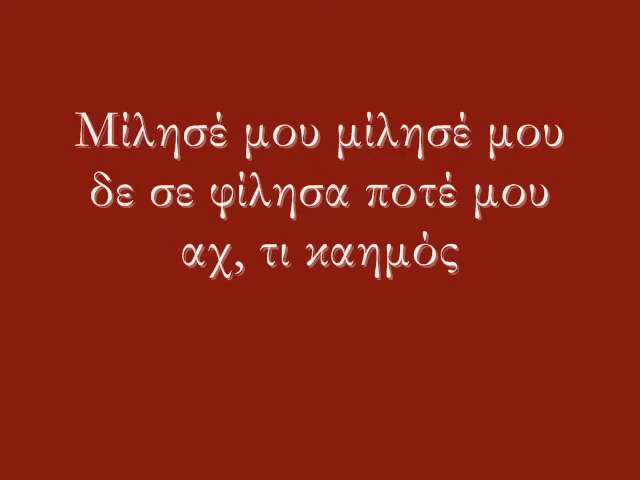 Μίλησέ μου μίλησέ μου
δε σε φίλησα ποτέ μου
αχ, τι καημός